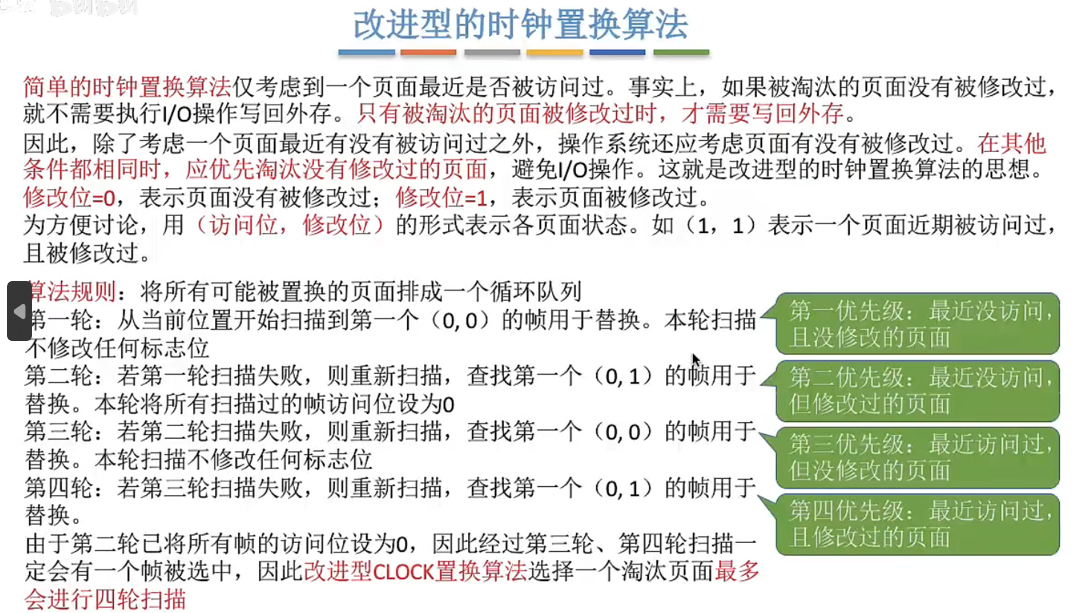 改进型的时钟置换算法
简单的时钟置换算法仅考虑到一个页面最近是否被访问过。事实上，如果被淘汰的页面没有被修改过，
就不需要执行I/O操作写回外存。只有被淘汰的页面被修改过时，才需要写回外存。
因此，除了考虑一个页面最近有没有被访问过之外，操作系统还应考虑页面有没有被修改过。在其他
条件都相同时，应优先淘汰没有修改过的页面，避免I/O操作。这就是改进型的时钟置换算法的思想。
修改位=0，表示页面没有被修改过；修改位=1，表示页面被修改过。
为方便讨论，用（访问位，修改位）的形式表示各页面状态。如（1，1）表示一个页面近期被访问过，
且被修改过。
算法规则：将所有可能被置换的页面排成一个循环队列
第一轮：从当前位置开始扫描到第一个（0, 0）的帧用于替换。本轮扫描
不修改任何标志位
第二轮：若第一轮扫描失败，则重新扫描，查找第一个（0, 1）的帧用于
替换。本轮将所有扫描过的帧访问位设为0
第三轮：若第二轮扫描失败，则重新扫描，查找第一个（0, 0）的帧用于
替换。本轮扫描不修改任何标志位
第四轮：若第三轮扫描失败，则重新扫描，查找第一个（0, 1）的帧用于
替换。
由于第二轮已将所有帧的访问位设为0，因此经过第三轮、第四轮扫描一
定会有一个帧被选中，因此改进型CLOCK置换算法选择一个淘汰页面最多
会进行四轮扫描
第一优先级：最近没访问，
且没修改的页面
第二优先级：最近没访问，
但修改过的页面
第三优先级：最近访问过，
但没修改的页面
第四优先级：最近访问过，
且修改过的页面